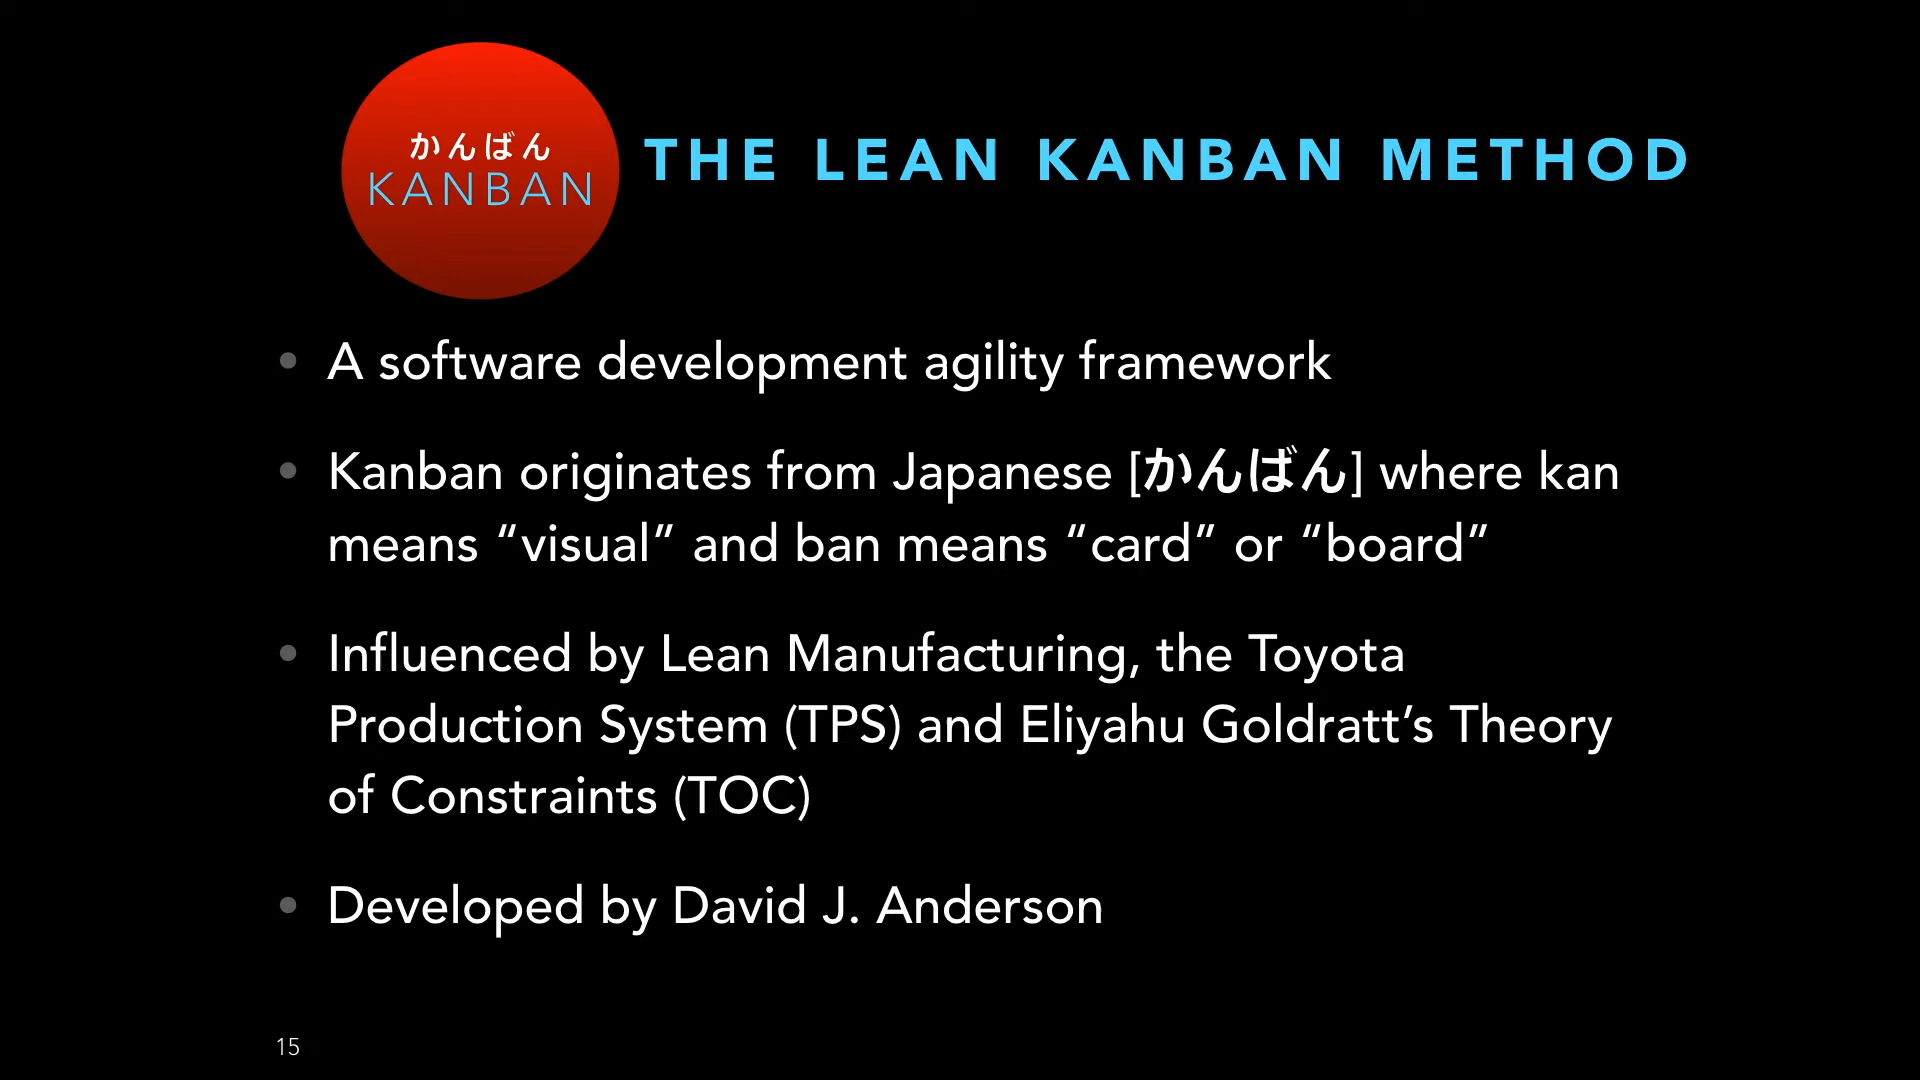 かんばん
KANBAN
THE LEAN KANBAN METHOD
• A software development agility framework
• Kanban originates from Japanese [かんばん] where kan
means “visual” and ban means “card” or “board”
• Influenced by Lean Manufacturing, the Toyota
Production System (TPS) and Eliyahu Goldratt’s Theory
of Constraints (TOC)
• Developed by David J. Anderson
15